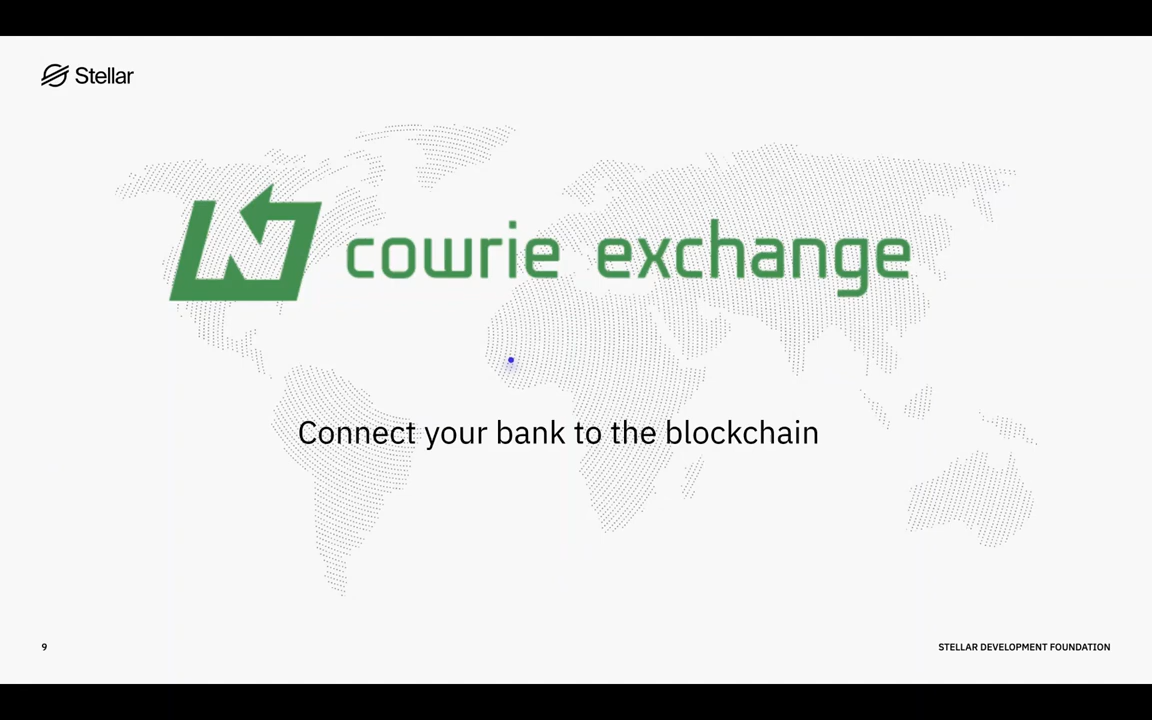 Stellar
cowrie exchange
Connect your bank to the blockchain
9
STELLAR DEVELOPMENT FOUNDATION